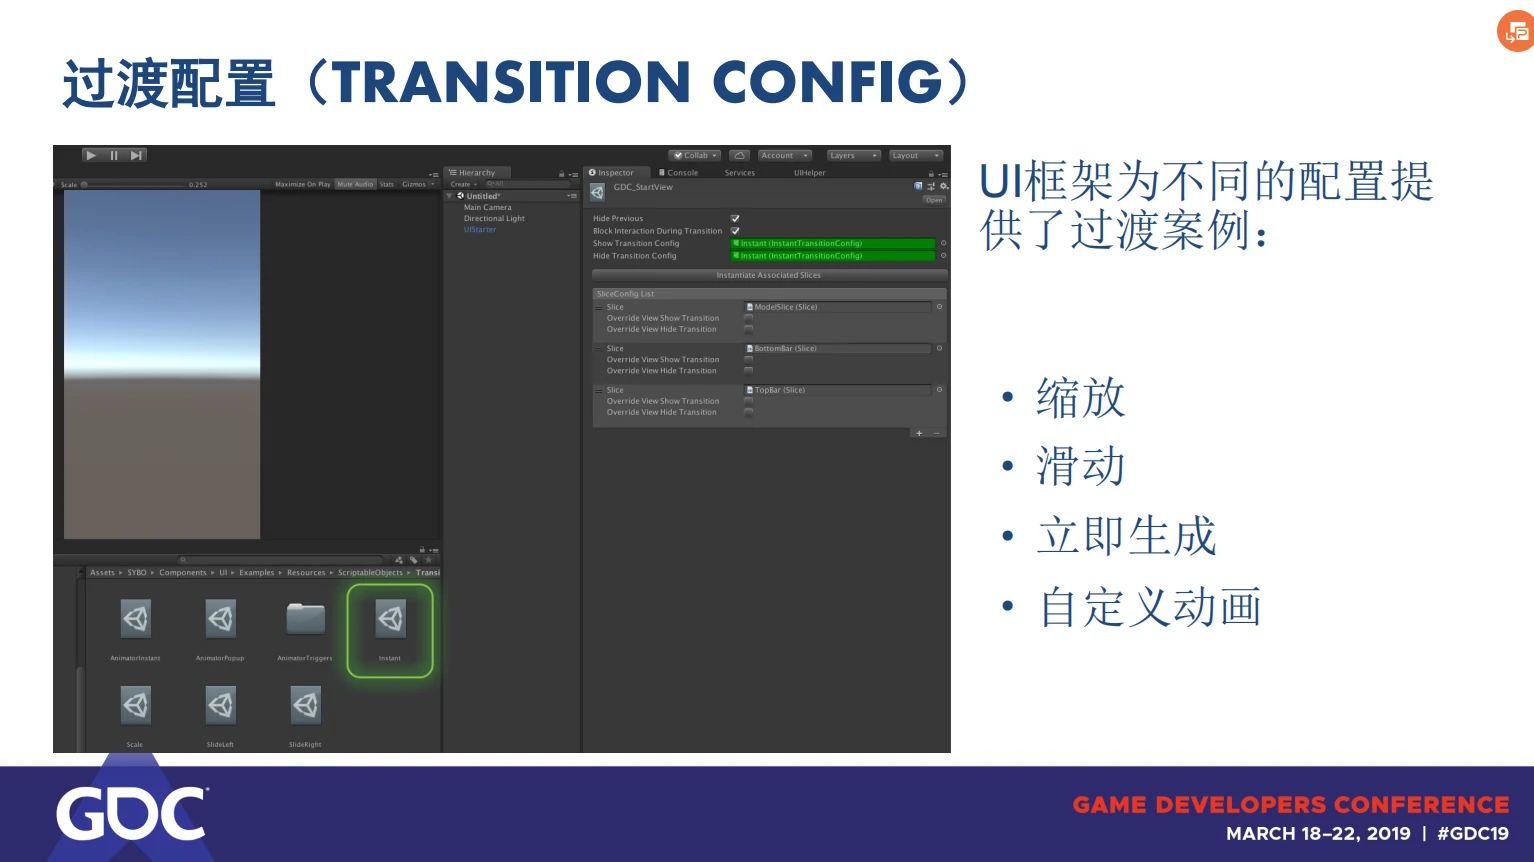 过渡配置（TRANSITION CONFIG）
Collab
Account
Layers
Layout
Scale 0.252
Maximize On Play Mute Audio Stats Gizmos
Hierarchy
Create
Untitled*
Main Camera
Directional Light
UIStarter
Inspector Console Services UIHelper
GDC_StartView
Open
Hide Previous
Block Interaction During Transition
Show Transition Config Instant (InstantTransitionConfig)
Hide Transition Config Instant (InstantTransitionConfig)
Instantiate Associated Slices
SliceConfig List
Slice ModelSlice (Slice)
Override View Show Transition
Override View Hide Transition
Slice BottomBar (Slice)
Override View Show Transition
Override View Hide Transition
Slice TopBar (Slice)
Override View Show Transition
Override View Hide Transition
Assets ▸ SYBO ▸ Components ▸ UI ▸ Examples ▸ Resources ▸ ScriptableObjects ▸ Transi
AnimatorInstant AnimatorPopup AnimatorTriggers Instant
Scale SlideLeft SlideRight
UI框架为不同的配置提
供了过渡案例：
• 缩放
• 滑动
• 立即生成
• 自定义动画
GDC
GAME DEVELOPERS CONFERENCE
MARCH 18–22, 2019 | #GDC19